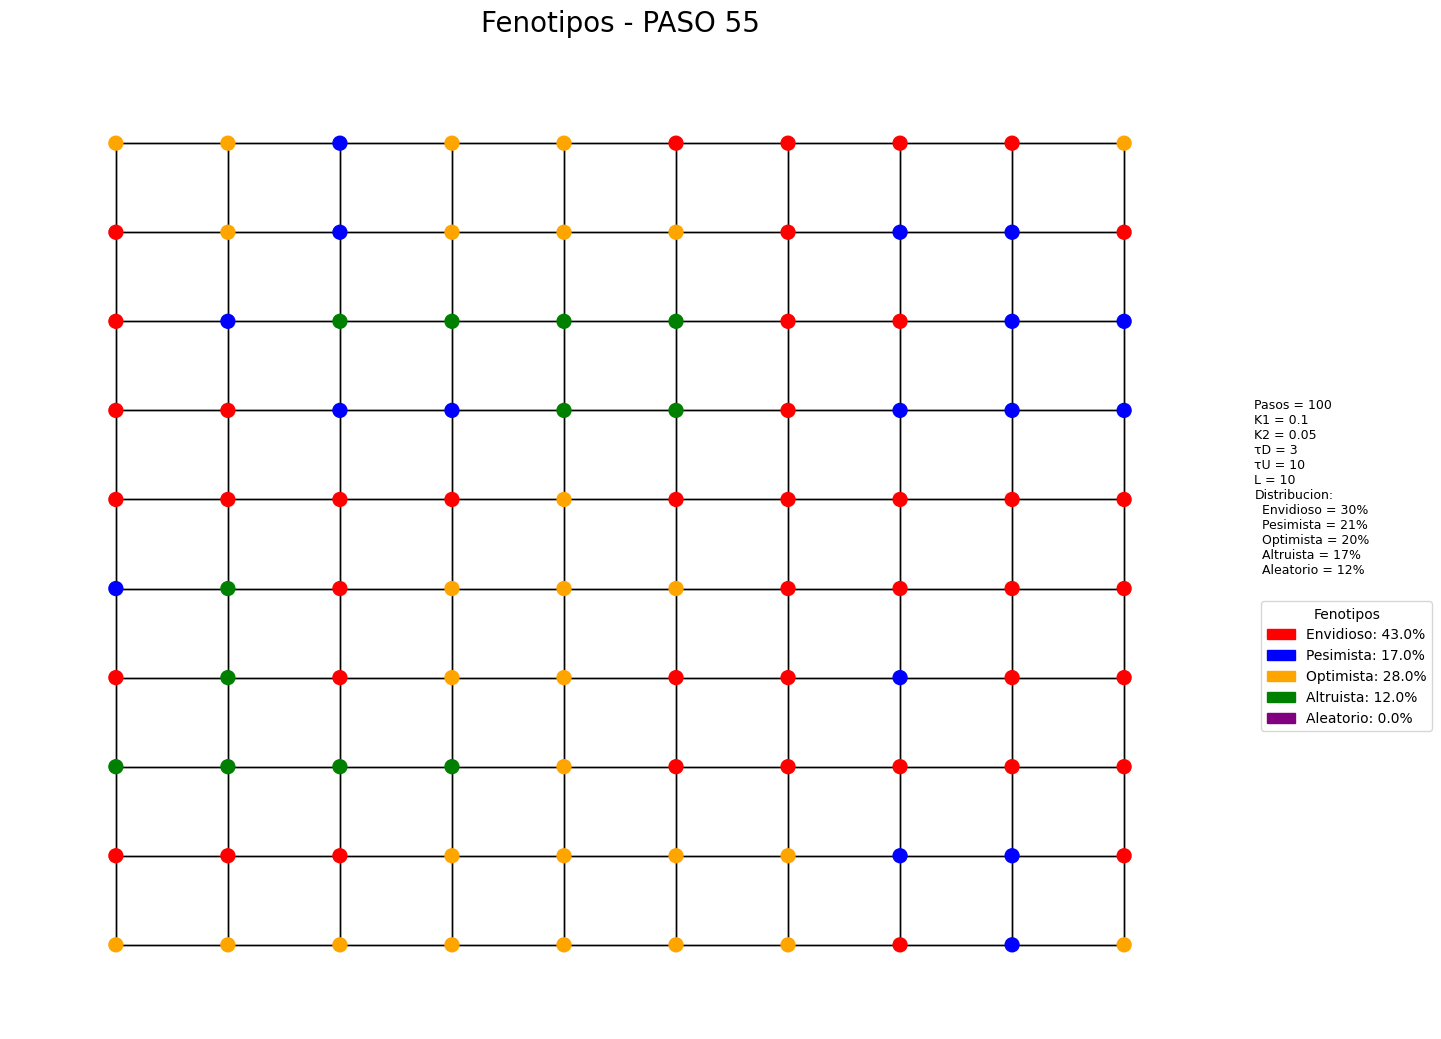 Fenotipos - PASO 55
Pasos = 100
K1 = 0.1
K2 = 0.05
τD = 3
τU = 10
L = 10
Distribucion:
Envidioso = 30%
Pesimista = 21%
Optimista = 20%
Altruista = 17%
Aleatorio = 12%
Fenotipos
Envidioso: 43.0%
Pesimista: 17.0%
Optimista: 28.0%
Altruista: 12.0%
Aleatorio: 0.0%